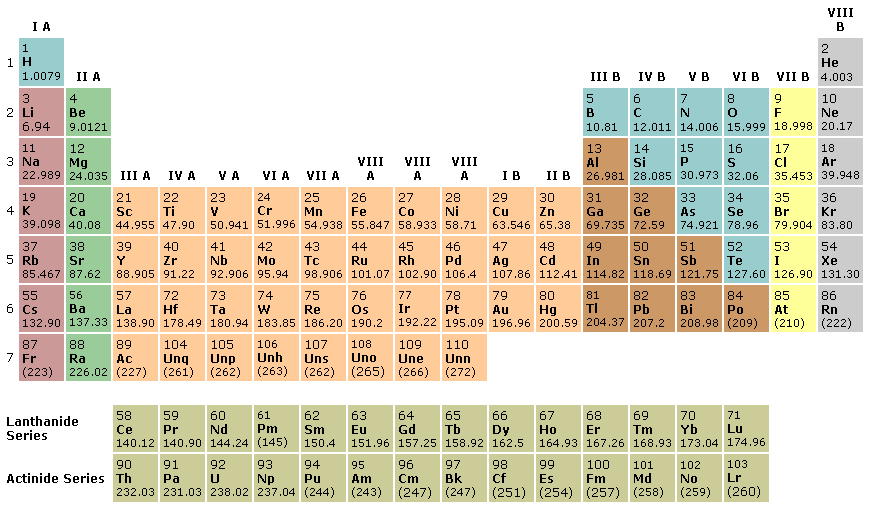 VIII
I A B
1 2
1 H He
1.0079 II A III B IV B V B VI B VII B 4.003
3 4 5 6 7 8 9 10
2 Li Be B C N O F Ne
6.94 9.0121 10.81 12.011 14.006 15.999 18.998 20.17
11 12 13 14 15 16 17 18
3 Na Mg VIII VIII VIII Al Si P S Cl Ar
22.989 24.035 III A IV A V A VI A VII A A A A I B II B 26.981 28.085 30.973 32.06 35.453 39.948
19 20 21 22 23 24 25 26 27 28 29 30 31 32 33 34 35 36
4 K Ca Sc Ti V Cr Mn Fe Co Ni Cu Zn Ga Ge As Se Br Kr
39.098 40.08 44.955 47.90 50.941 51.996 54.938 55.847 58.933 58.71 63.546 65.38 69.735 72.59 74.921 78.96 79.904 83.80
37 38 39 40 41 42 43 44 45 46 47 48 49 50 51 52 53 54
5 Rb Sr Y Zr Nb Mo Tc Ru Rh Pd Ag Cd In Sn Sb Te I Xe
85.467 87.62 88.905 91.22 92.906 95.94 98.906 101.07 102.90 106.4 107.86 112.41 114.82 118.69 121.75 127.60 126.90 131.30
55 56 57 72 73 74 75 76 77 78 79 80 81 82 83 84 85 86
6 Cs Ba La Hf Ta W Re Os Ir Pt Au Hg Tl Pb Bi Po At Rn
132.90 137.33 138.90 178.49 180.94 183.85 186.20 190.2 192.22 195.09 196.96 200.59 204.37 207.2 208.98 (209) (210) (222)
87 88 89 104 105 106 107 108 109 110
7 Fr Ra Ac Unq Unp Unh Uns Uno Une Unn
(223) 226.02 (227) (261) (262) (263) (262) (265) (266) (272)
58 59 60 61 62 63 64 65 66 67 68 69 70 71
Lanthanide Ce Pr Nd Pm Sm Eu Gd Tb Dy Ho Er Tm Yb Lu
Series 140.12 140.90 144.24 (145) 150.4 151.96 157.25 158.92 162.5 164.93 167.26 168.93 173.04 174.96
90 91 92 93 94 95 96 97 98 99 100 101 102 103
Actinide Series Th Pa U Np Pu Am Cm Bk Cf Es Fm Md No Lr
232.03 231.03 238.02 237.04 (244) (243) (247) (247) (251) (254) (257) (258) (259) (260)